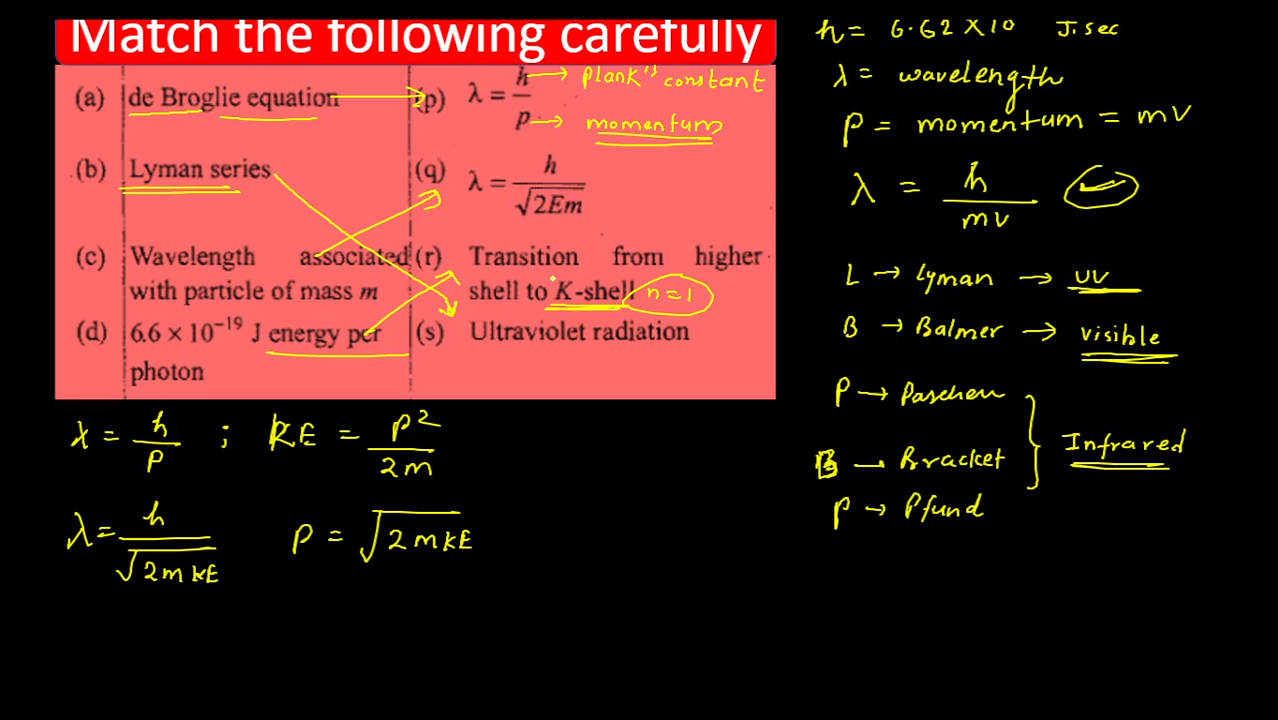 Match the following carefully
(a) de Broglie equation (p) λ = h/p → plank's constant
→ momentum
(b) Lyman series (q) λ = h/√2Em
(c) Wavelength associated with particle of mass m (r) Transition from higher shell to K-shell n=1
(d) 6.6 × 10⁻¹⁹ J energy per photon (s) Ultraviolet radiation
λ = h/P ; KE = P²/2m
λ = h/√2mKE P = √2mKE
h = 6.62 × 10 J.sec
λ = wavelength
P = momentum = mv
λ = h/mv
L → Lyman → UV
B → Balmer → visible
P → Paschen
B → Bracket Infrared
P → Pfund